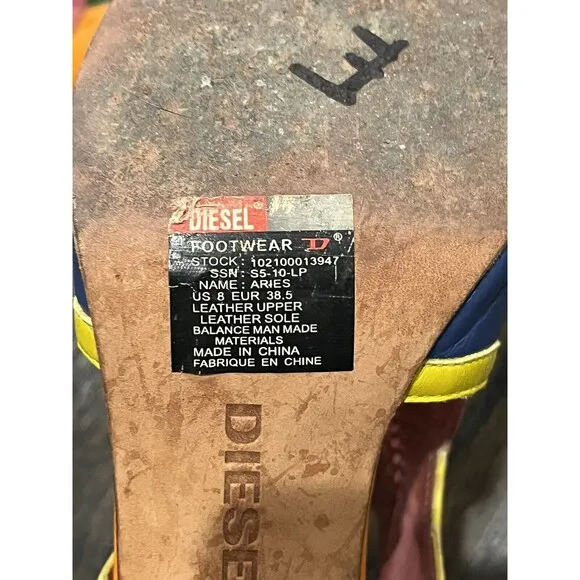 DIESEL®
FOOTWEAR D®
STOCK: 102100013947
SSN: S5-10-LP
NAME: ARIES
US 8 EUR 38.5
LEATHER UPPER
LEATHER SOLE
BALANCE MAN MADE
MATERIALS
MADE IN CHINA
FABRIQUE EN CHINE
DIESEL